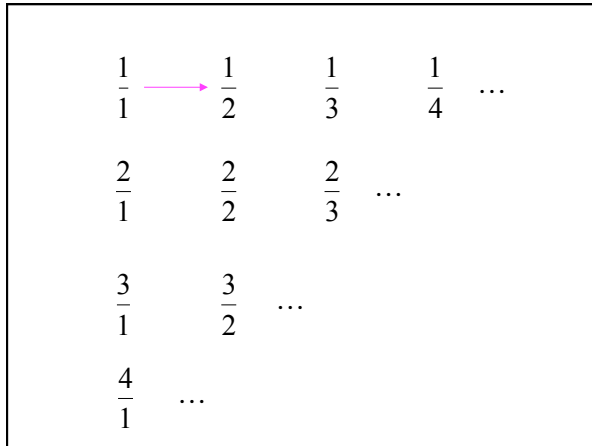 1/1 → 1/2 1/3 1/4 …
2/1 2/2 2/3 …
3/1 3/2 …
4/1 …